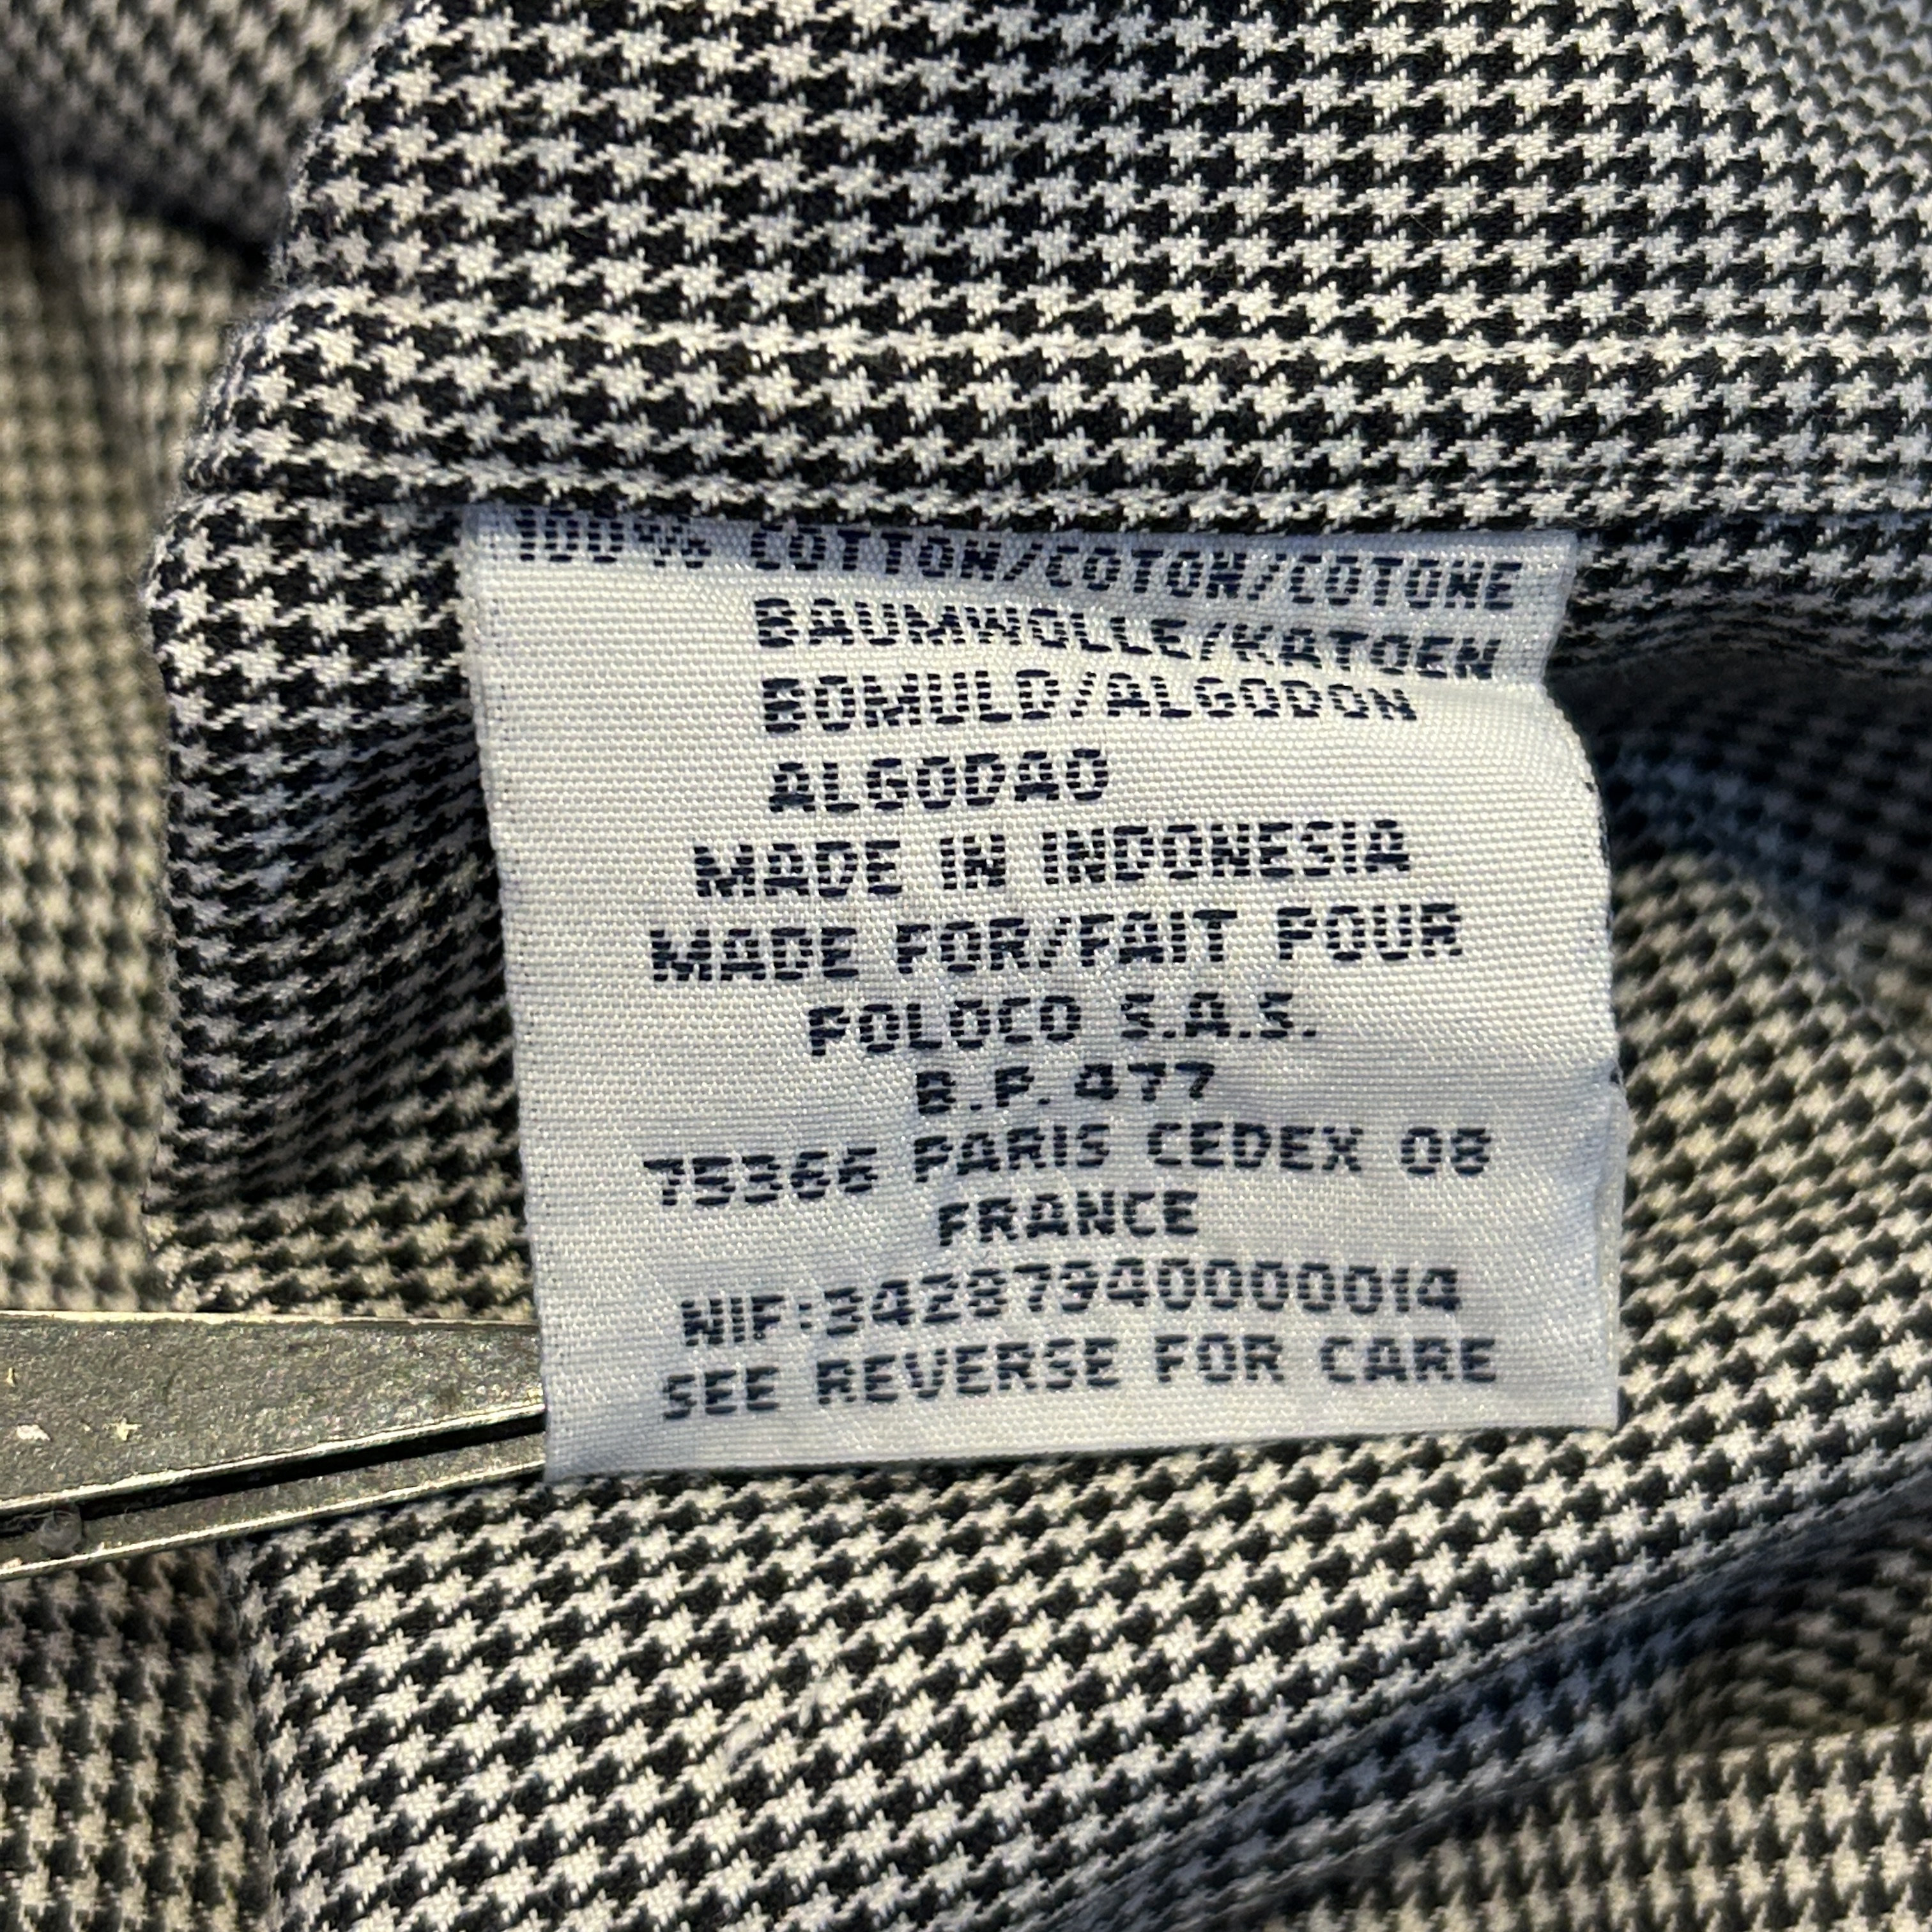 100% COTTON/COTON/COTONE
BAUMWOLLE/KATOEN
BOMULD/ALGODON
ALGODAO
MADE IN INDONESIA
MADE FOR/FAIT POUR
POLOCO S.A.S.
B.P. 477
75366 PARIS CEDEX 08
FRANCE
NIF:34287940000014
SEE REVERSE FOR CARE